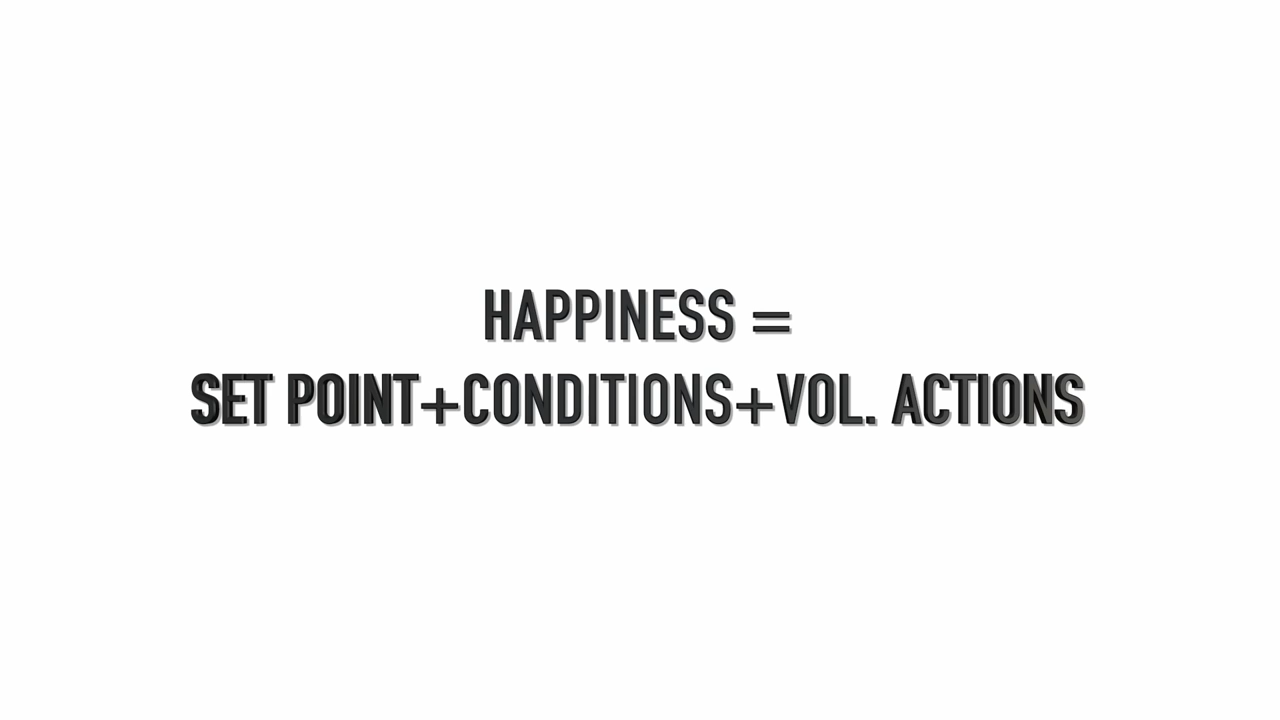 HAPPINESS =
SET POINT+CONDITIONS+VOL. ACTIONS